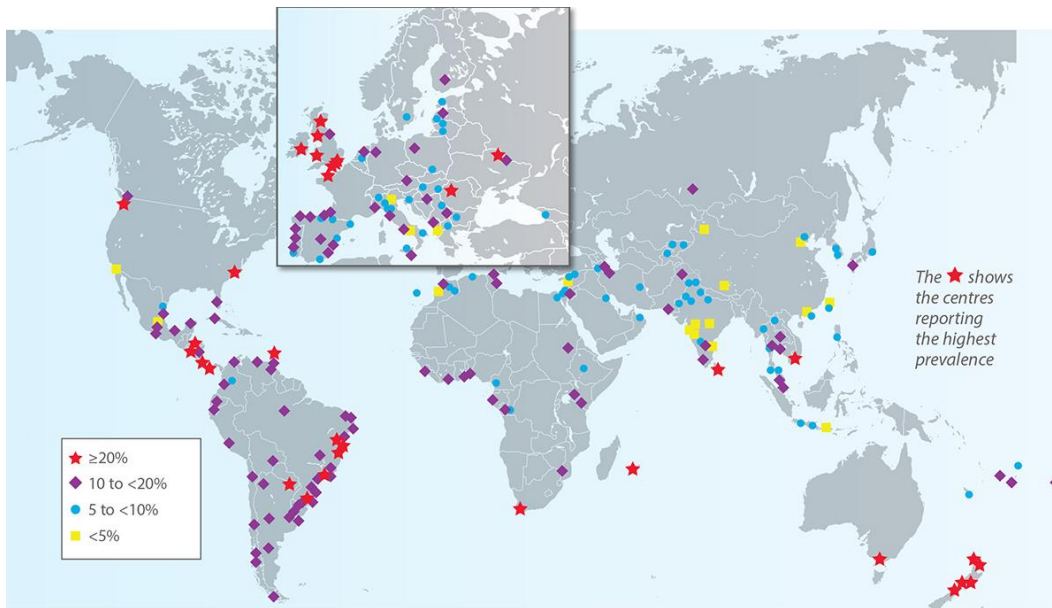 The ★ shows
the centres
reporting
the highest
prevalence
≥20%
10 to <20%
5 to <10%
<5%